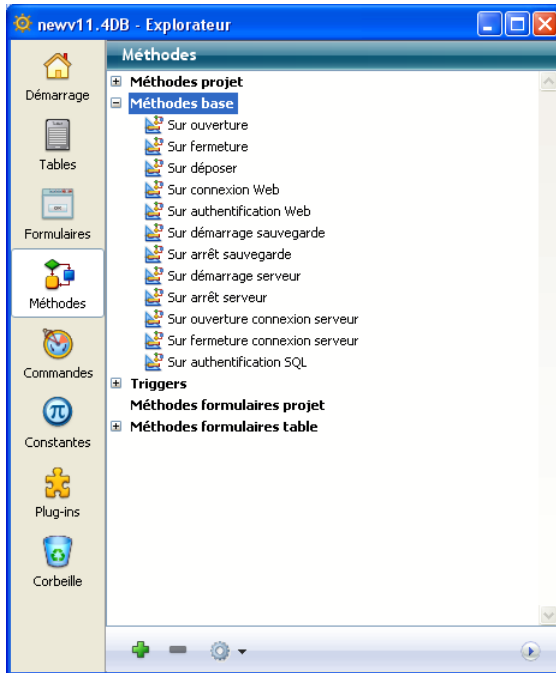 newv11.4DB - Explorateur
Démarrage
Tables
Formulaires
Méthodes
Commandes
Constantes
Plug-ins
Corbeille
Méthodes
Méthodes projet
Méthodes base
Sur ouverture
Sur fermeture
Sur déposer
Sur connexion Web
Sur authentification Web
Sur démarrage sauvegarde
Sur arrêt sauvegarde
Sur démarrage serveur
Sur arrêt serveur
Sur ouverture connexion serveur
Sur fermeture connexion serveur
Sur authentification SQL
Triggers
Méthodes formulaires projet
Méthodes formulaires table